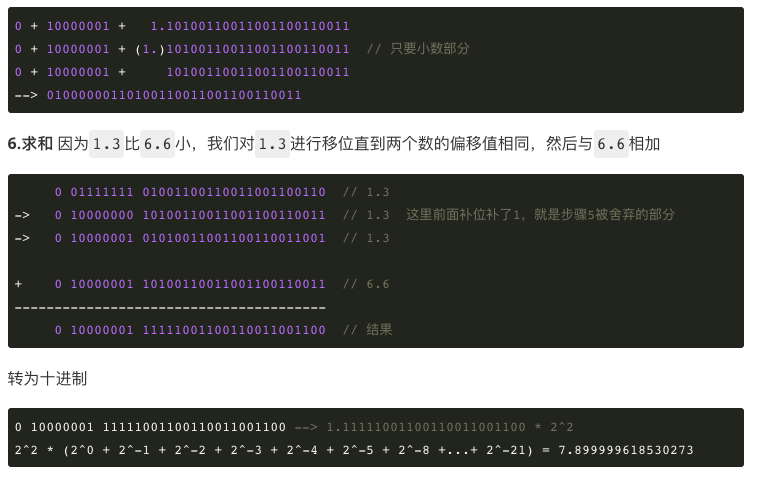 0 + 10000001 +   1.10100110011001100110011
0 + 10000001 + (1.)10100110011001100110011  // 只要小数部分
0 + 10000001 +     10100110011001100110011
--> 01000000110100110011001100110011
6.求和 因为1.3比6.6小，我们对1.3进行移位直到两个数的偏移值相同，然后与6.6相加
     0 01111111 01001100110011001100110  // 1.3
->   0 10000000 10100110011001100110011  // 1.3  这里前面补位补了1，就是步骤5被舍弃的部分
->   0 10000001 01010011001100110011001  // 1.3
+    0 10000001 10100110011001100110011  // 6.6
---------------------------------------
     0 10000001 11111001100110011001100  // 结果
转为十进制
0 10000001 11111001100110011001100 --> 1.11111001100110011001100 * 2^2
2^2 * (2^0 + 2^-1 + 2^-2 + 2^-3 + 2^-4 + 2^-5 + 2^-8 +...+ 2^-21) = 7.899999618530273